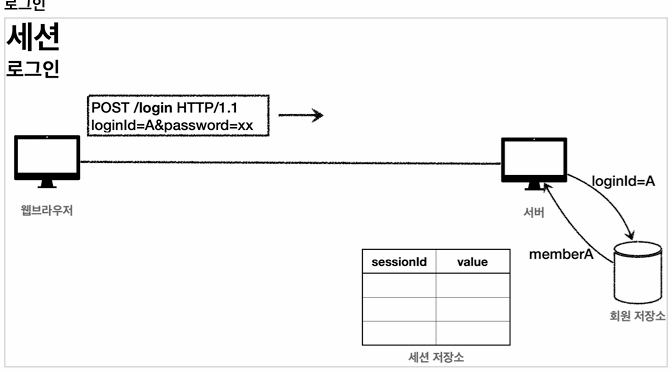 로그인
세션
로그인
POST /login HTTP/1.1
loginId=A&password=xx
웹브라우저
서버
loginId=A
memberA
회원 저장소
sessionId value
세션 저장소